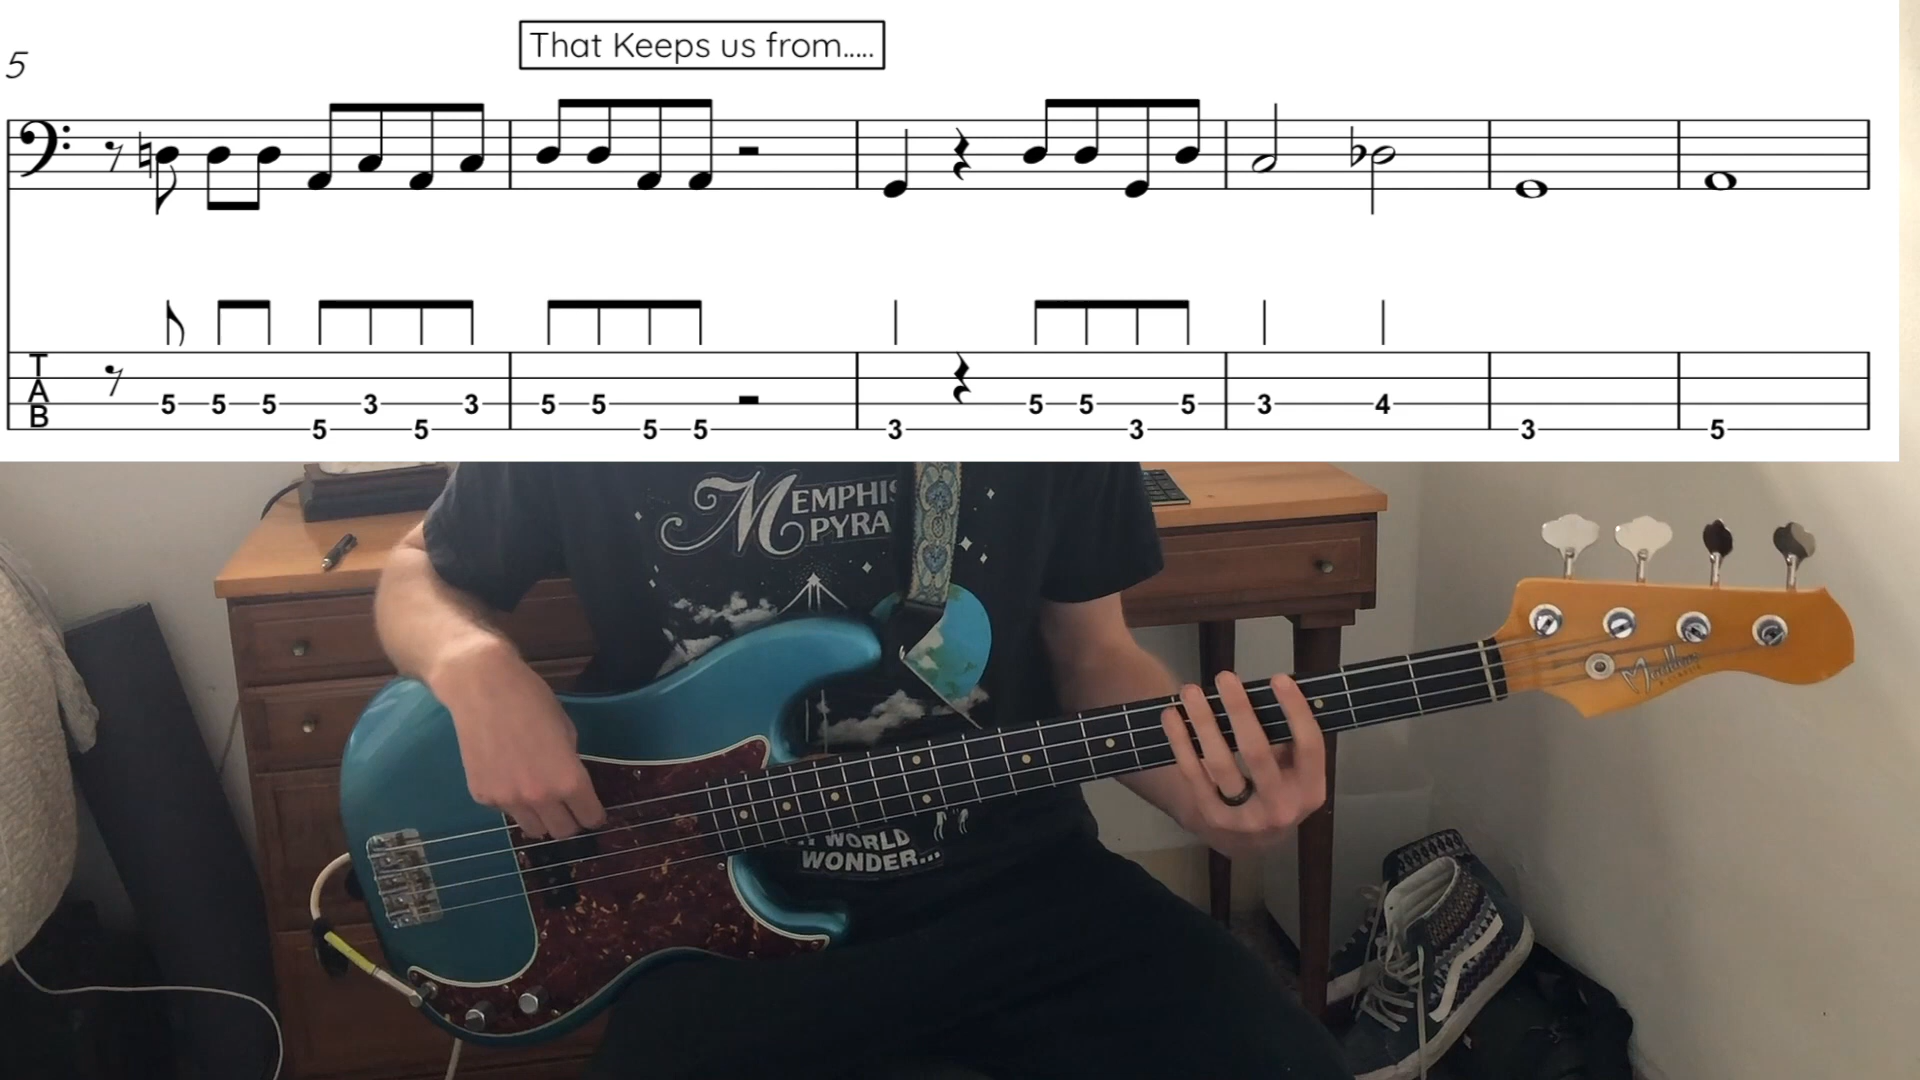 That Keeps us from.....
5
T
A
B
5 5 5 5 3 5 3 5 5 5 5 3 5 5 3 5 3 4 3 5
MEMPHIS
PYRA
WORLD
WONDER...